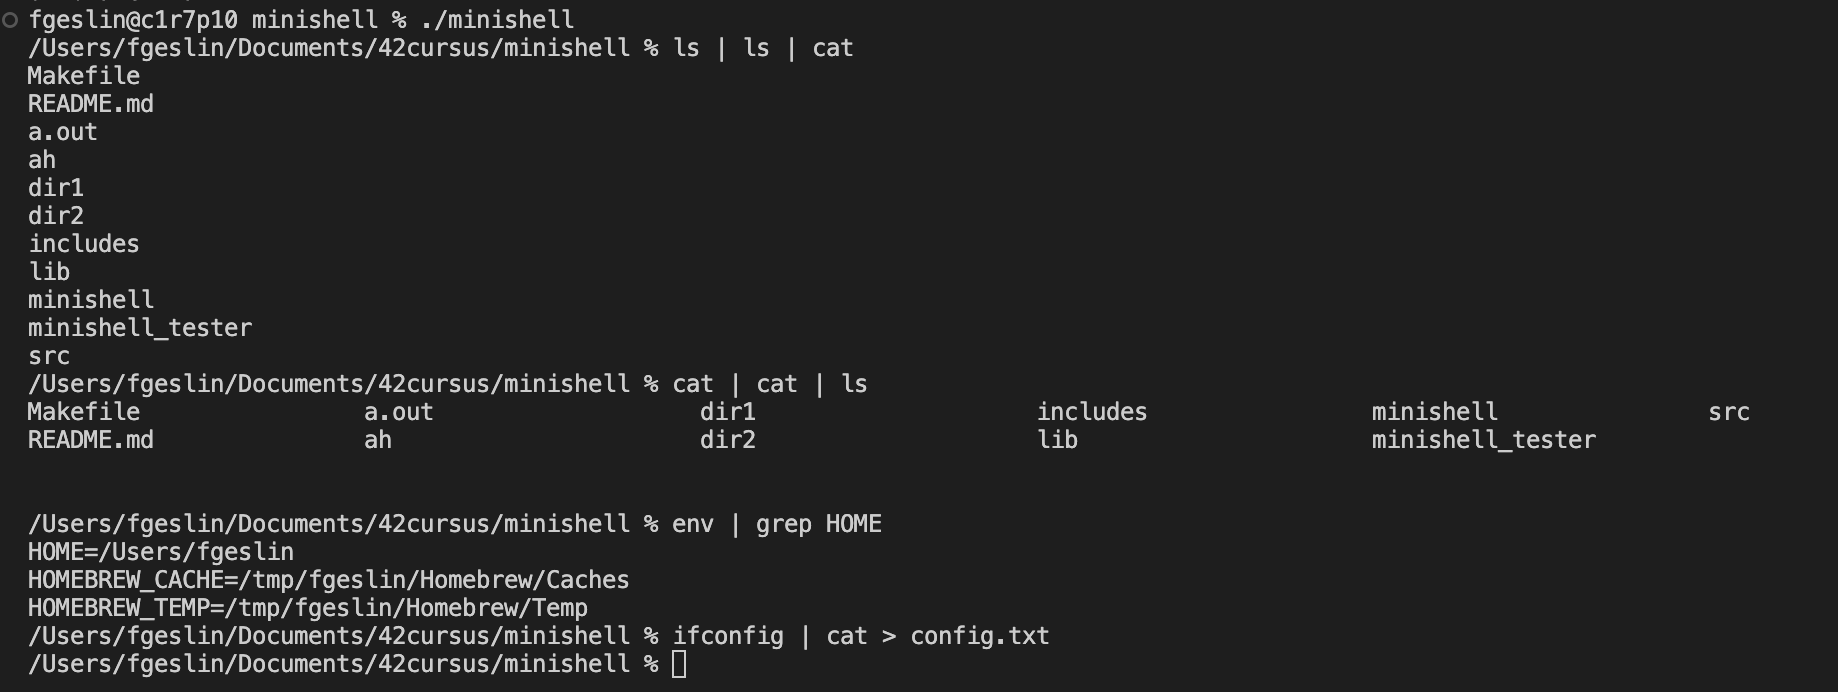 fgeslin@c1r7p10 minishell % ./minishell
/Users/fgeslin/Documents/42cursus/minishell % ls | ls | cat
Makefile
README.md
a.out
ah
dir1
dir2
includes
lib
minishell
minishell_tester
src
/Users/fgeslin/Documents/42cursus/minishell % cat | cat | ls
Makefile a.out dir1 includes minishell src
README.md ah dir2 lib minishell_tester
/Users/fgeslin/Documents/42cursus/minishell % env | grep HOME
HOME=/Users/fgeslin
HOMEBREW_CACHE=/tmp/fgeslin/Homebrew/Caches
HOMEBREW_TEMP=/tmp/fgeslin/Homebrew/Temp
/Users/fgeslin/Documents/42cursus/minishell % ifconfig | cat > config.txt
/Users/fgeslin/Documents/42cursus/minishell %